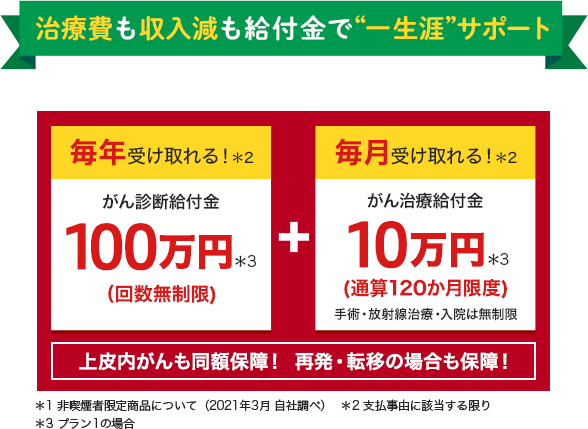 治療費も収入減も給付金で“一生涯”サポート
毎年受け取れる!＊2
がん診断給付金
100万円＊3
(回数無制限)
+
毎月受け取れる!＊2
がん治療給付金
10万円＊3
(通算120か月限度)
手術・放射線治療・入院は無制限
上皮内がんも同額保障! 再発・転移の場合も保障!
＊1 非喫煙者限定商品について（2021年3月 自社調べ） ＊2 支払事由に該当する限り
＊3 プラン1の場合